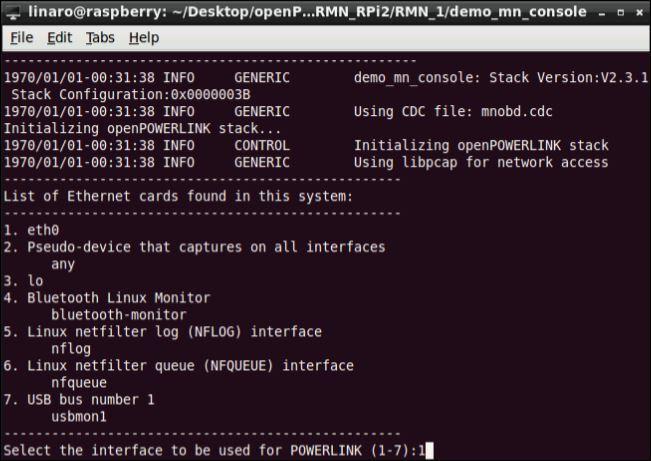 linaro@raspberry: ~/Desktop/openP...RMN_RPi2/RMN_1/demo_mn_console
File Edit Tabs Help
----------------------------------------------------
1970/01/01-00:31:38 INFO GENERIC demo_mn_console: Stack Version:V2.3.1
Stack Configuration:0x0000003B
1970/01/01-00:31:38 INFO GENERIC Using CDC file: mnobd.cdc
Initializing openPOWERLINK stack...
1970/01/01-00:31:38 INFO CONTROL Initializing openPOWERLINK stack
1970/01/01-00:31:38 INFO GENERIC Using libpcap for network access
--------------------------------------------------
List of Ethernet cards found in this system:
--------------------------------------------------
1. eth0
2. Pseudo-device that captures on all interfaces
any
3. lo
4. Bluetooth Linux Monitor
bluetooth-monitor
5. Linux netfilter log (NFLOG) interface
nflog
6. Linux netfilter queue (NFQUEUE) interface
nfqueue
7. USB bus number 1
usbmon1
--------------------------------------------------
Select the interface to be used for POWERLINK (1-7):1